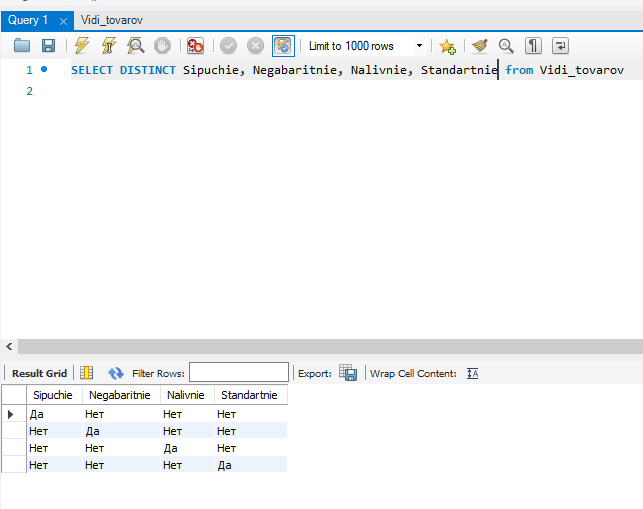 Query 1 × Vidi_tovarov
Limit to 1000 rows
1 SELECT DISTINCT Sipuchie, Negabaritnie, Nalivnie, Standartnie from Vidi_tovarov
2
Result Grid Filter Rows: Export: Wrap Cell Content:
Sipuchie Negabaritnie Nalivnie Standartnie
Да Нет Нет Нет
Нет Да Нет Нет
Нет Нет Да Нет
Нет Нет Нет Да